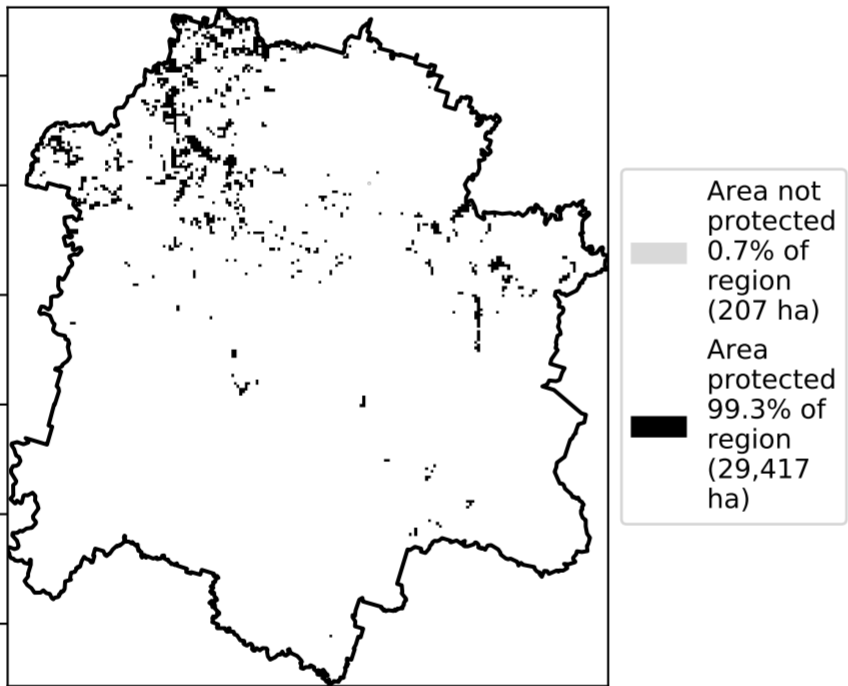 Area not
protected
0.7% of
region
(207 ha)
Area
protected
99.3% of
region
(29,417
ha)